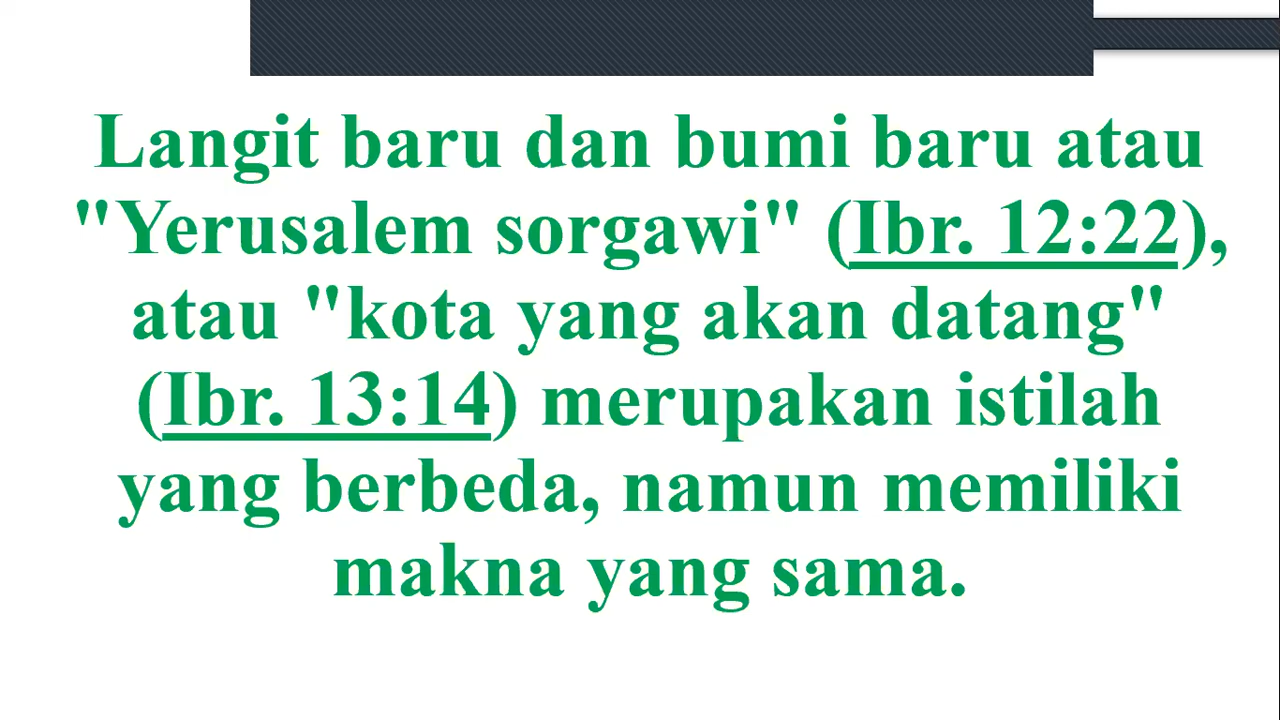 Langit baru dan bumi baru atau
"Yerusalem sorgawi" (Ibr. 12:22),
atau "kota yang akan datang"
(Ibr. 13:14) merupakan istilah
yang berbeda, namun memiliki
makna yang sama.